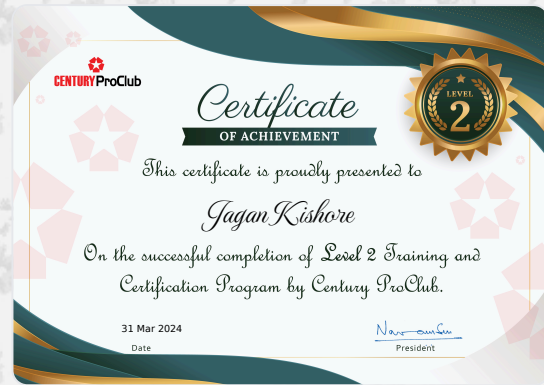 CENTURY ProClub
LEVEL
2
Certificate
OF ACHIEVEMENT
This certificate is proudly presented to
Jagan Kishore
On the successful completion of Level 2 Training and
Certification Program by Century ProClub.
31 Mar 2024
Date
President